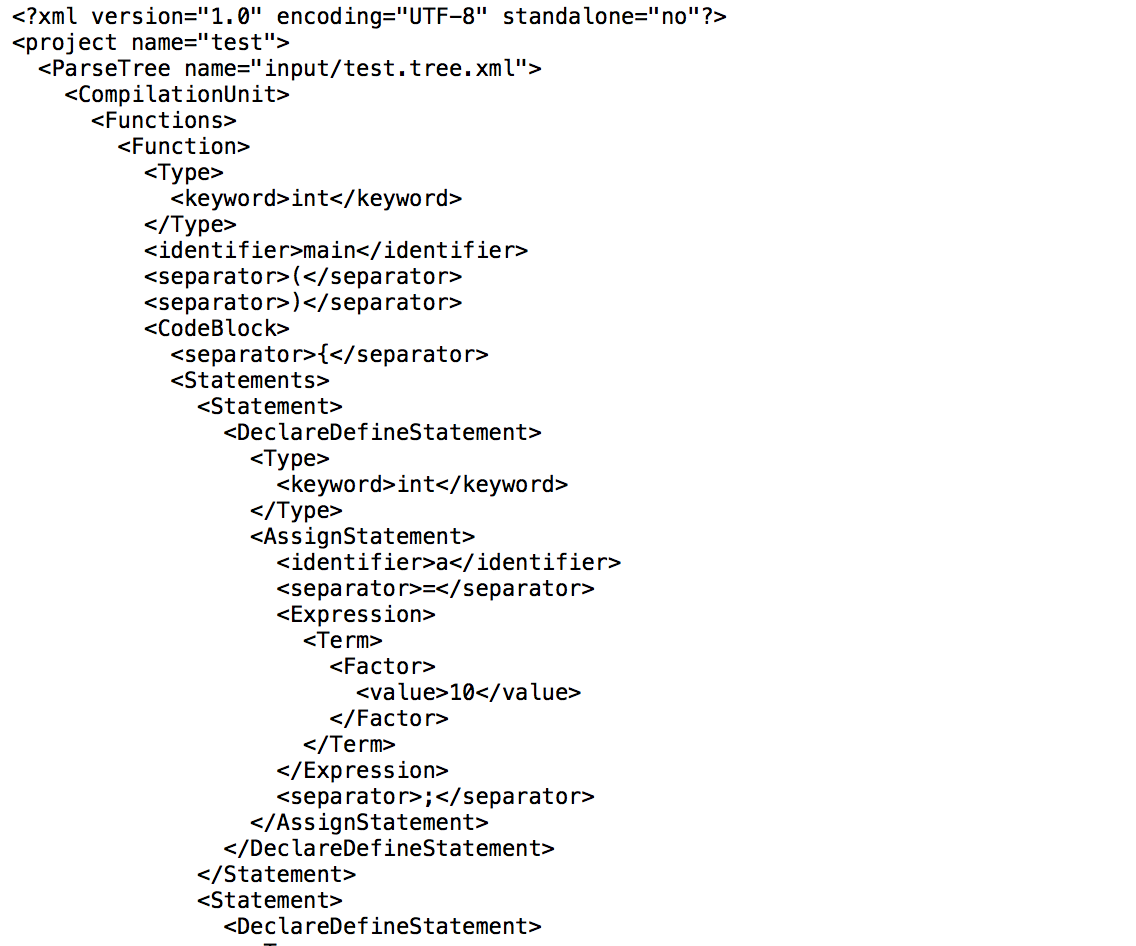 <?xml version="1.0" encoding="UTF-8" standalone="no"?>
<project name="test">
  <ParseTree name="input/test.tree.xml">
    <CompilationUnit>
      <Functions>
        <Function>
          <Type>
            <keyword>int</keyword>
          </Type>
          <identifier>main</identifier>
          <separator>(</separator>
          <separator>)</separator>
          <CodeBlock>
            <separator>{</separator>
            <Statements>
              <Statement>
                <DeclareDefineStatement>
                  <Type>
                    <keyword>int</keyword>
                  </Type>
                  <AssignStatement>
                    <identifier>a</identifier>
                    <separator>=</separator>
                    <Expression>
                      <Term>
                        <Factor>
                          <value>10</value>
                        </Factor>
                      </Term>
                    </Expression>
                    <separator>;</separator>
                  </AssignStatement>
                </DeclareDefineStatement>
              </Statement>
              <Statement>
                <DeclareDefineStatement>